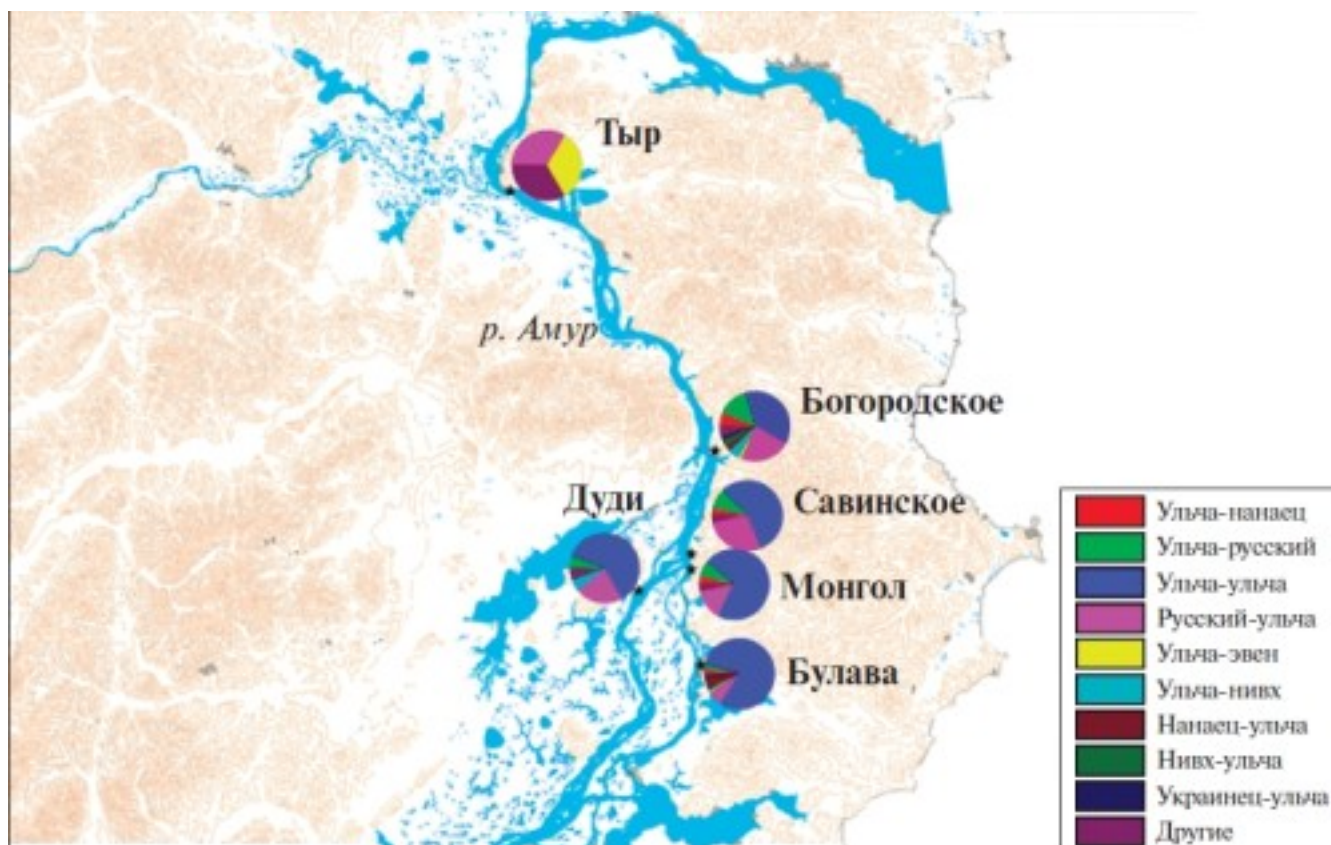 Тыр
р. Амур
Богородское
Дуди
Савинское
Монгол
Булава
Ульча-нанаец
Ульча-русский
Ульча-ульча
Русский-ульча
Ульча-эвен
Ульча-нивх
Нанаец-ульча
Нивх-ульча
Украинец-ульча
Другие